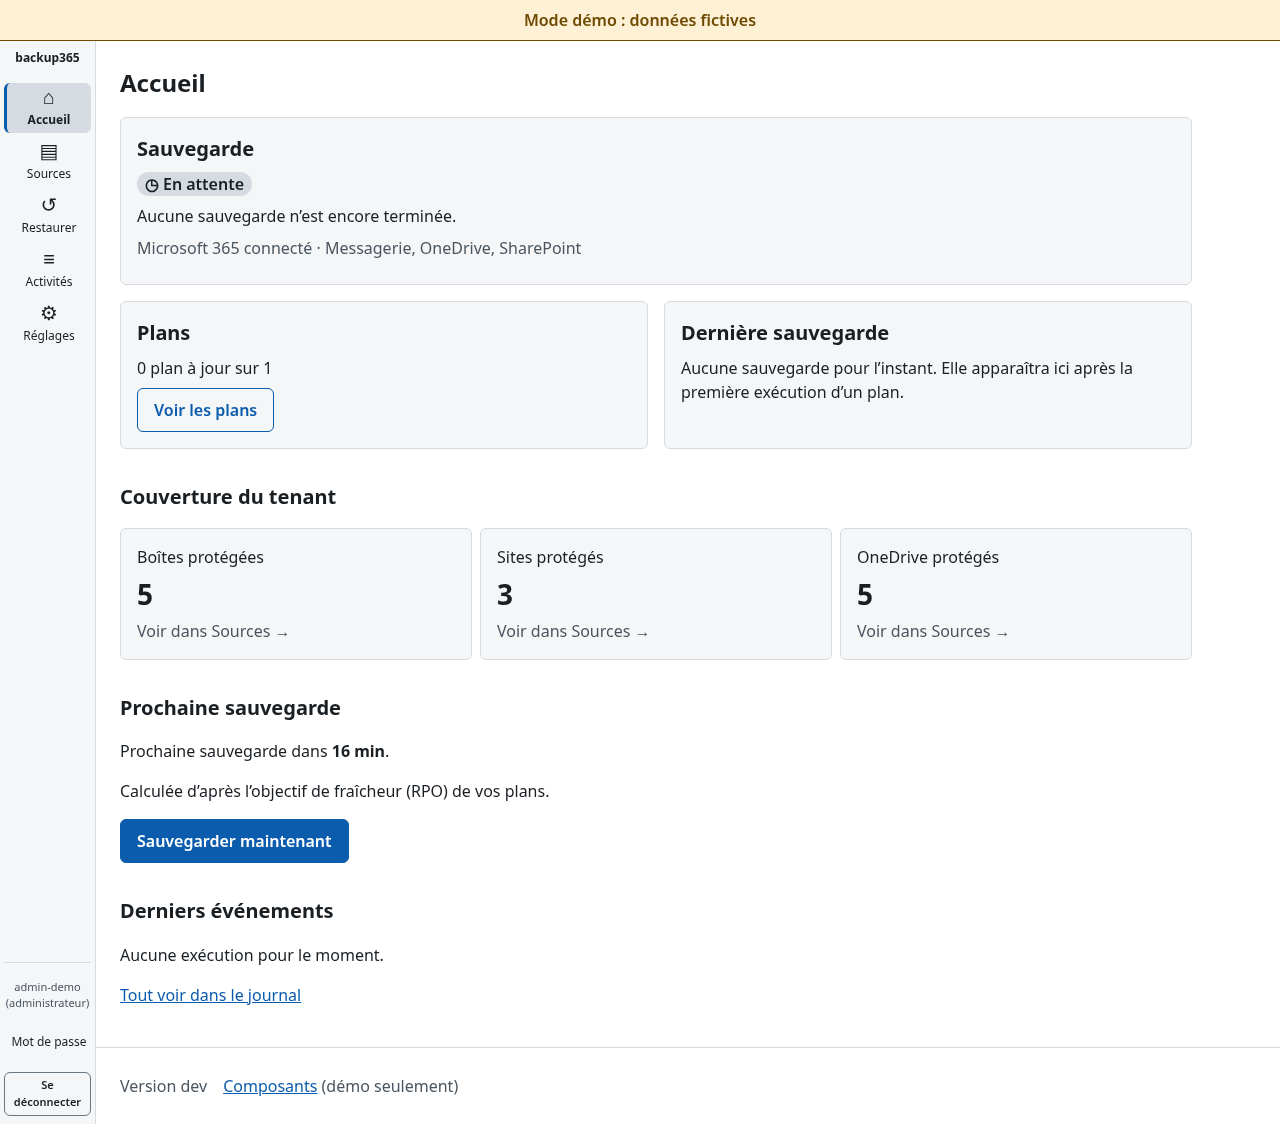 Mode démo : données fictives
backup365
Accueil
Sources
Restaurer
Activités
Réglages
admin-demo
(administrateur)
Mot de passe
Se
déconnecter
Accueil
Sauvegarde
En attente
Aucune sauvegarde n’est encore terminée.
Microsoft 365 connecté · Messagerie, OneDrive, SharePoint
Plans
0 plan à jour sur 1
Voir les plans
Dernière sauvegarde
Aucune sauvegarde pour l’instant. Elle apparaîtra ici après la
première exécution d’un plan.
Couverture du tenant
Boîtes protégées
5
Voir dans Sources →
Sites protégés
3
Voir dans Sources →
OneDrive protégés
5
Voir dans Sources →
Prochaine sauvegarde
Prochaine sauvegarde dans 16 min.
Calculée d’après l’objectif de fraîcheur (RPO) de vos plans.
Sauvegarder maintenant
Derniers événements
Aucune exécution pour le moment.
Tout voir dans le journal
Version dev Composants (démo seulement)